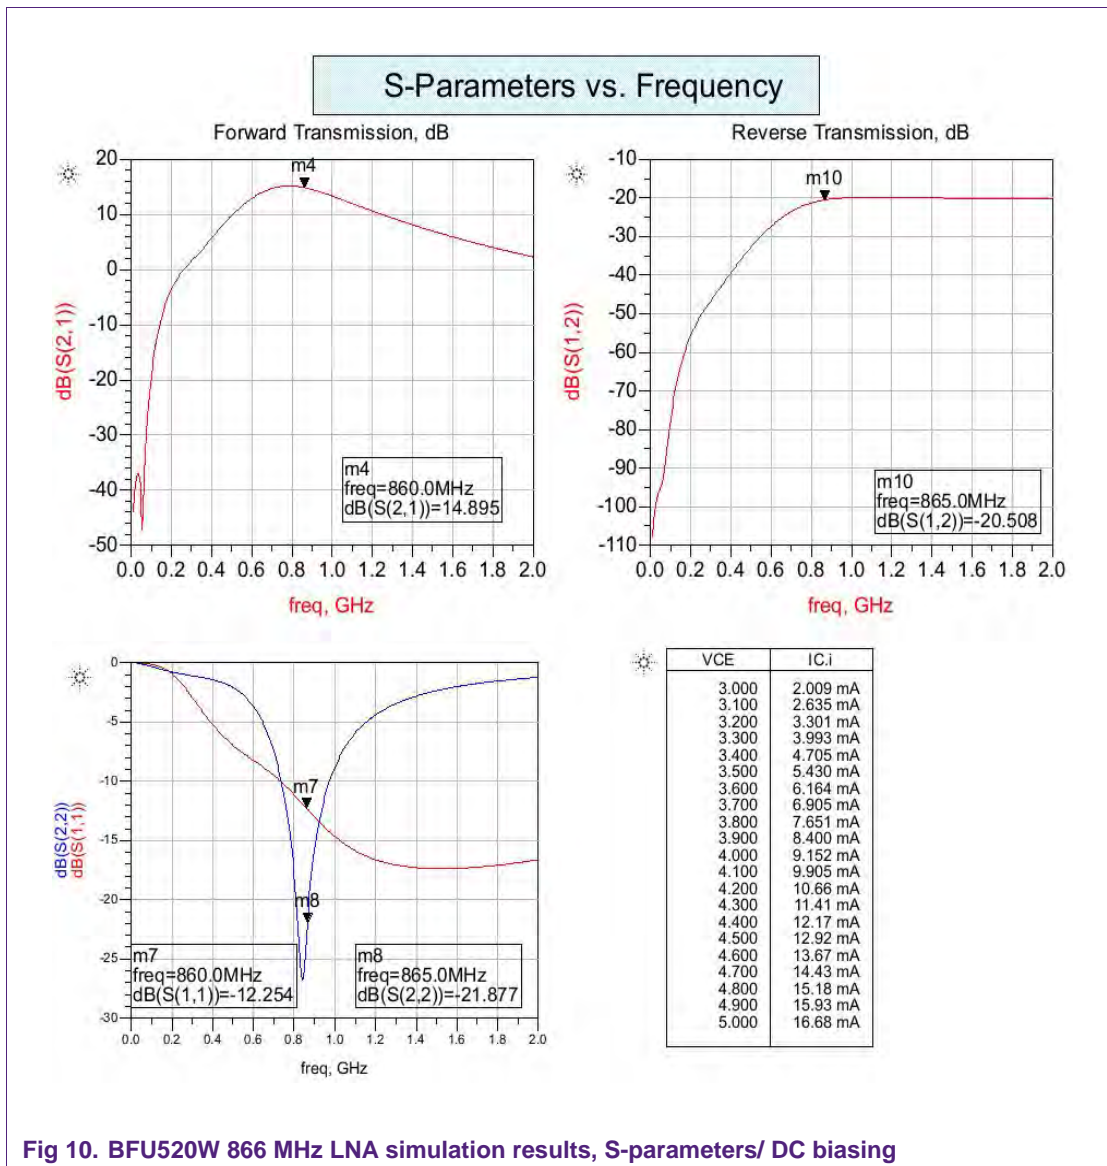 S-Parameters vs. Frequency
Forward Transmission, dB
dB(S(2,1))
20
10
0
-10
-20
-30
-40
-50
m4
m4
freq=860.0MHz
dB(S(2,1))=14.895
0.0 0.2 0.4 0.6 0.8 1.0 1.2 1.4 1.6 1.8 2.0
freq, GHz
Reverse Transmission, dB
dB(S(1,2))
-10
-20
-30
-40
-50
-60
-70
-80
-90
-100
-110
m10
m10
freq=865.0MHz
dB(S(1,2))=-20.508
0.0 0.2 0.4 0.6 0.8 1.0 1.2 1.4 1.6 1.8 2.0
freq, GHz
dB(S(2,2))
dB(S(1,1))
0
-5
-10
-15
-20
-25
-30
m7
m8
m7
freq=860.0MHz
dB(S(1,1))=-12.254
m8
freq=865.0MHz
dB(S(2,2))=-21.877
0.0 0.2 0.4 0.6 0.8 1.0 1.2 1.4 1.6 1.8 2.0
freq, GHz
VCE IC.i
3.000 2.009 mA
3.100 2.635 mA
3.200 3.301 mA
3.300 3.993 mA
3.400 4.705 mA
3.500 5.430 mA
3.600 6.164 mA
3.700 6.905 mA
3.800 7.651 mA
3.900 8.400 mA
4.000 9.152 mA
4.100 9.905 mA
4.200 10.66 mA
4.300 11.41 mA
4.400 12.17 mA
4.500 12.92 mA
4.600 13.67 mA
4.700 14.43 mA
4.800 15.18 mA
4.900 15.93 mA
5.000 16.68 mA
Fig 10. BFU520W 866 MHz LNA simulation results, S-parameters/ DC biasing